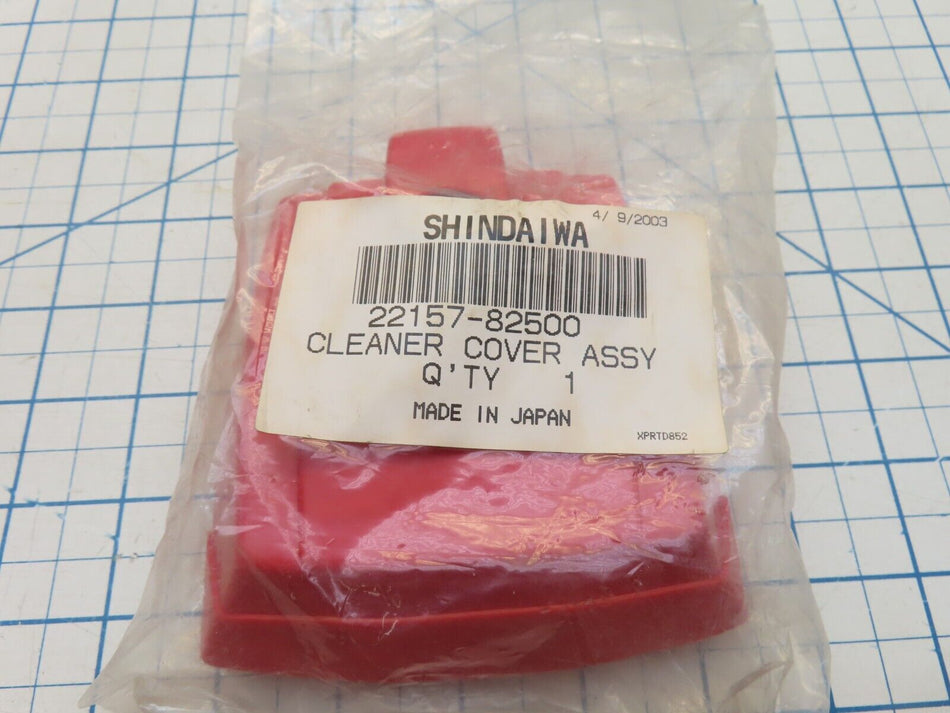 4/ 9/2003
SHINDAIWA
22157-82500
CLEANER COVER ASSY
Q'TY 1
MADE IN JAPAN
XPRTD852